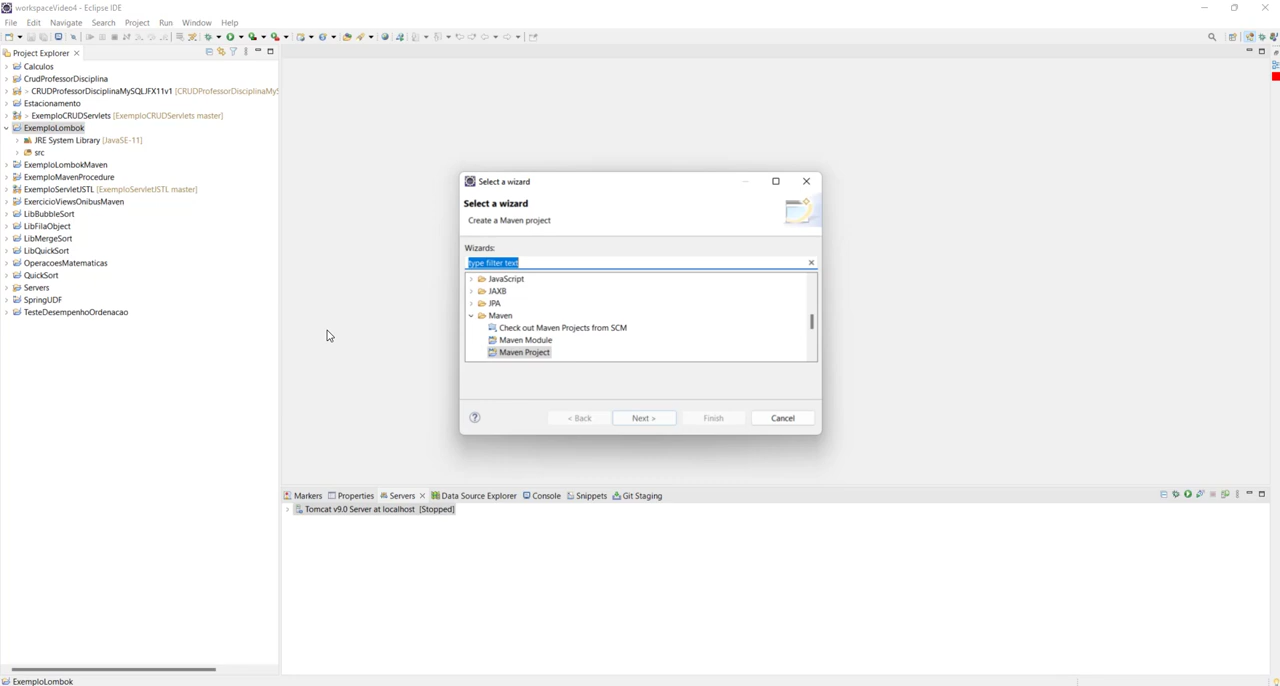 workspaceVideo4 - Eclipse IDE
File Edit Navigate Search Project Run Window Help
Project Explorer
Calculos
CrudProfessorDisciplina
> CRUDProfessorDisciplinaMySQLJFX11v1 [CRUDProfessorDisciplinaMyS
Estacionamento
> ExemploCRUDServlets [ExemploCRUDServlets master]
ExemploLombok
JRE System Library [JavaSE-11]
src
ExemploLombokMaven
ExemploMavenProcedure
ExemploServletJSTL [ExemploServletJSTL master]
ExercicioViewsOnibusMaven
LibBubbleSort
LibFilaObject
LibMergeSort
LibQuickSort
OperacoesMatematicas
QuickSort
Servers
SpringUDF
TesteDesempenhoOrdenacao
Select a wizard
Select a wizard
Create a Maven project
Wizards:
type filter text
JavaScript
JAXB
JPA
Maven
Check out Maven Projects from SCM
Maven Module
Maven Project
< Back Next > Finish Cancel
Markers Properties Servers Data Source Explorer Console Snippets Git Staging
Tomcat v9.0 Server at localhost [Stopped]
ExemploLombok